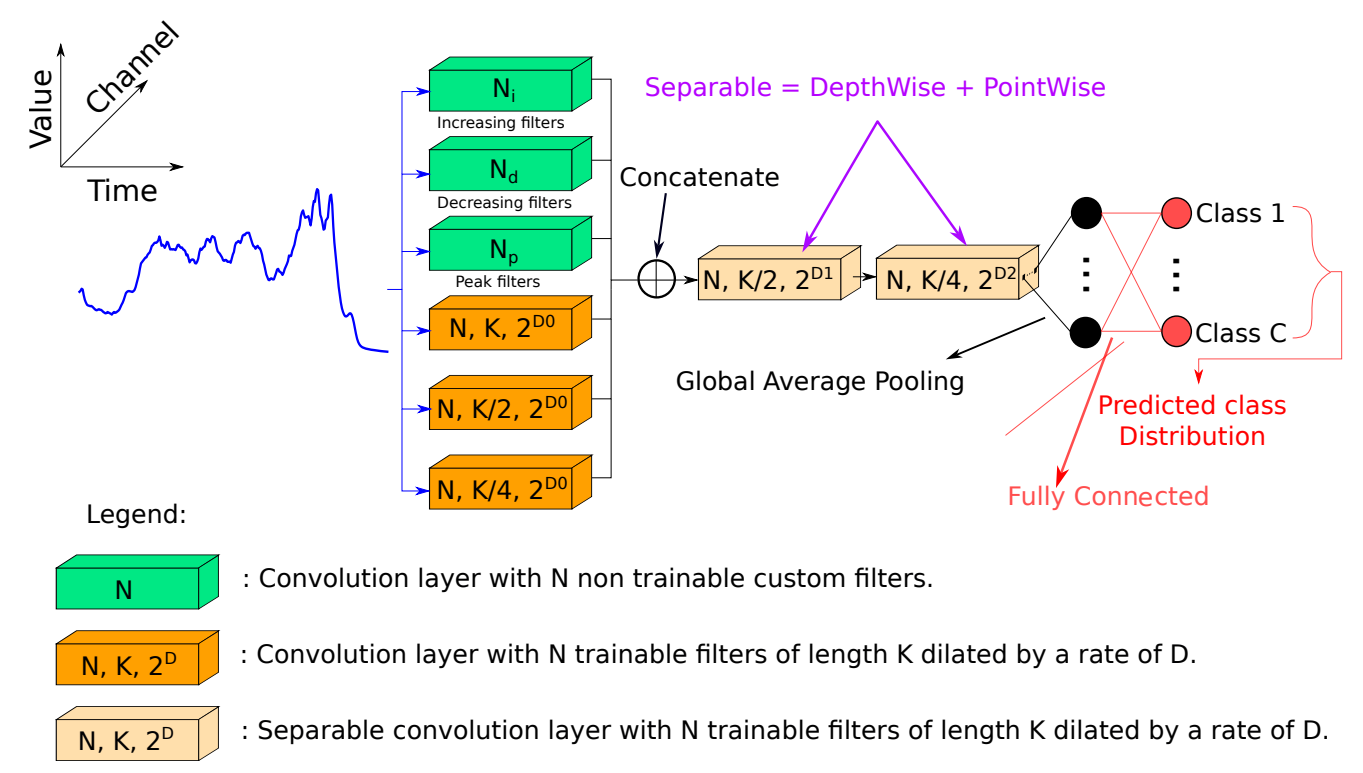 Value
Channel
Time
N_i
Increasing filters
N_d
Decreasing filters
N_p
Peak filters
N, K, 2^D0
N, K/2, 2^D0
N, K/4, 2^D0
Separable = DepthWise + PointWise
Concatenate
N, K/2, 2^D1
N, K/4, 2^D2
Class 1
Class C
Global Average Pooling
Predicted class
Distribution
Fully Connected
Legend:
N
: Convolution layer with N non trainable custom filters.
N, K, 2^D
: Convolution layer with N trainable filters of length K dilated by a rate of D.
N, K, 2^D
: Separable convolution layer with N trainable filters of length K dilated by a rate of D.